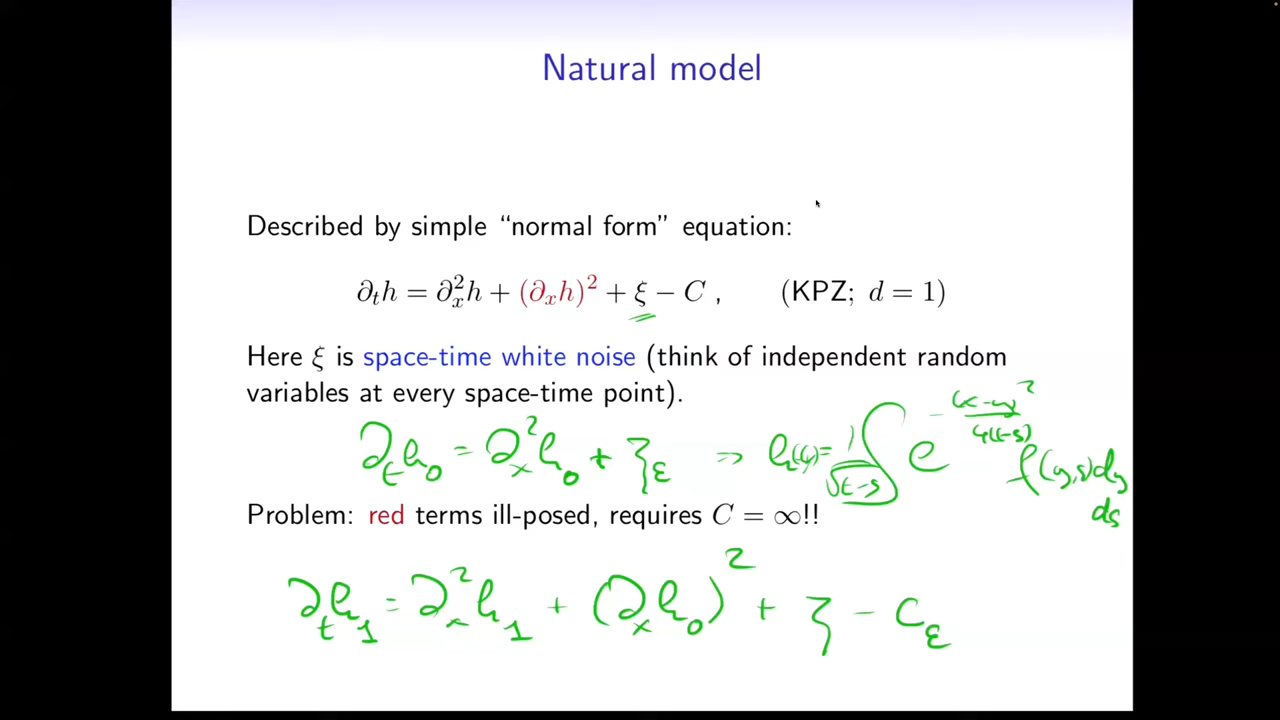 Natural model
Described by simple “normal form” equation:
∂ₜh = ∂ₓ²h + (∂ₓh)² + ξ − C , (KPZ; d = 1)
Here ξ is space-time white noise (think of independent random
variables at every space-time point).
∂ₜh₀ = ∂ₓ²h₀ + ξ_ε ⇒ h(f) = 1/√(t−s) ∫ e^{−(x−y)²/4(t−s)} f(y,s) dy ds
Problem: red terms ill-posed, requires C = ∞!!
∂ₜh₁ = ∂ₓ²h₁ + (∂ₓh₀)² + ξ − C_ε